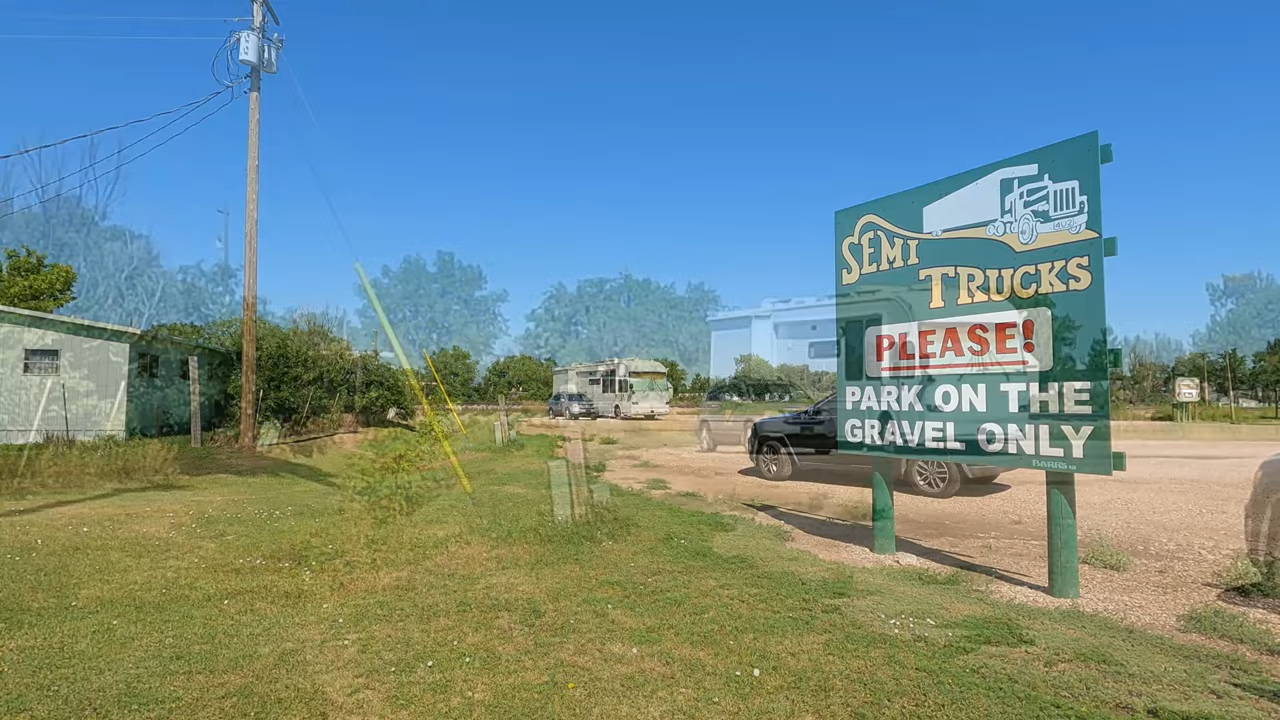 SEMI
TRUCKS
PLEASE!
PARK ON THE
GRAVEL ONLY